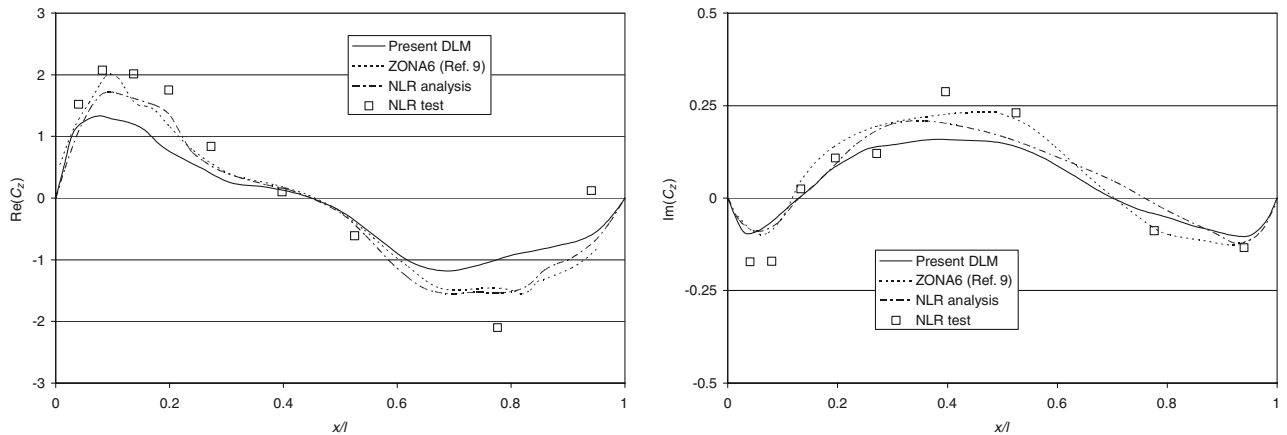 3
2
1
0
-1
-2
-3
Re(Cz)
0
0.2
0.4
0.6
0.8
1
x/l
Present DLM
ZONA6 (Ref. 9)
NLR analysis
NLR test
0.5
0.25
0
-0.25
-0.5
Im(Cz)
0
0.2
0.4
0.6
0.8
1
x/l
Present DLM
ZONA6 (Ref. 9)
NLR analysis
NLR test